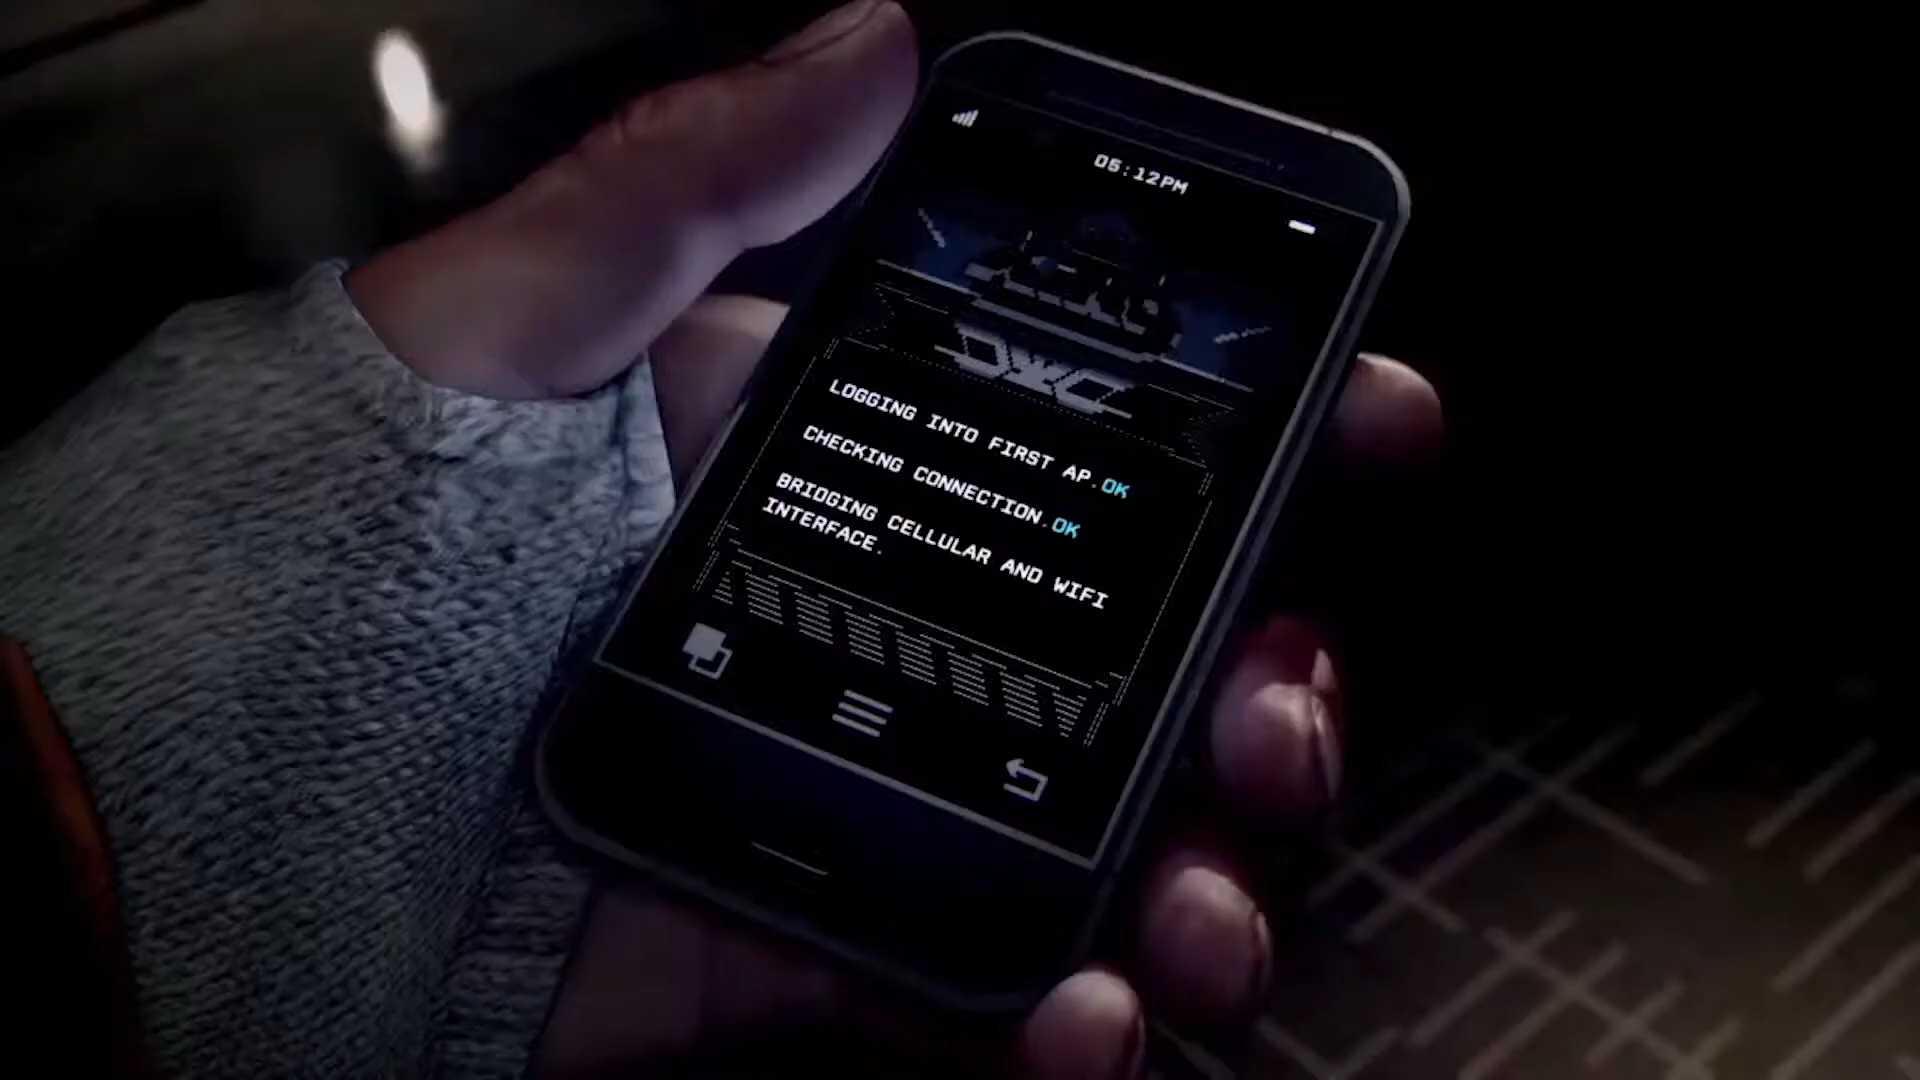 05:12PM
LOGGING INTO FIRST AP.OK
CHECKING CONNECTION.OK
BRIDGING CELLULAR AND WIFI
INTERFACE.